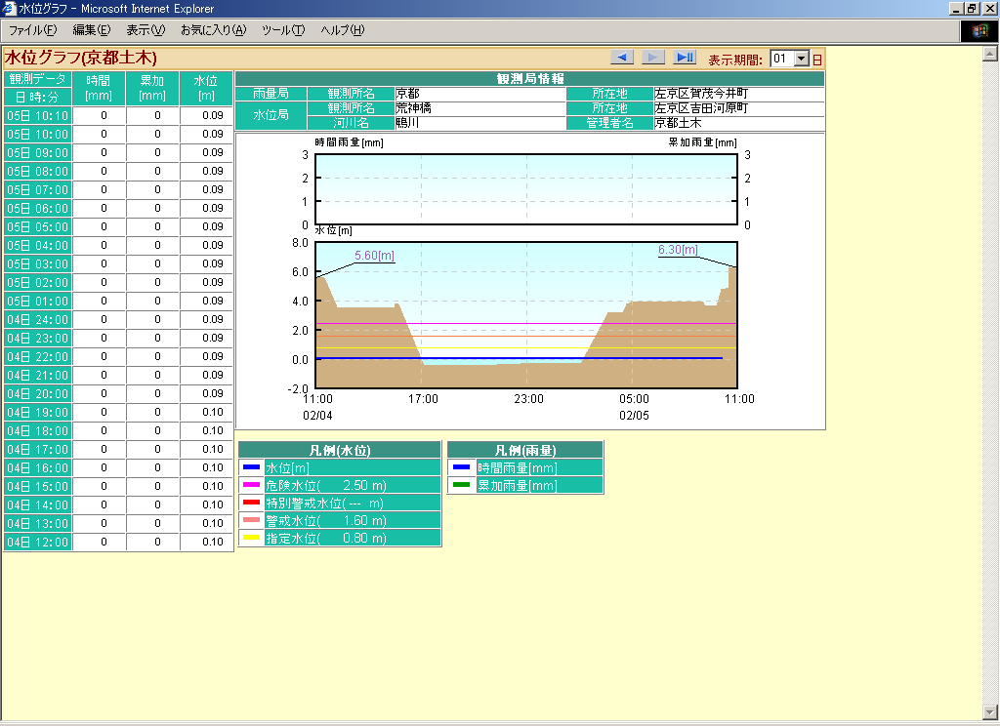 水位グラフ - Microsoft Internet Explorer
ファイル(F) 編集(E) 表示(V) お気に入り(A) ツール(T) ヘルプ(H)
水位グラフ(京都土木) 表示期間: 01 日
観測データ 時間 累加 水位
日 時:分 [mm] [mm] [m]
05日 10:10 0 0 0.09
05日 10:00 0 0 0.09
05日 09:00 0 0 0.09
05日 08:00 0 0 0.09
05日 07:00 0 0 0.09
05日 06:00 0 0 0.09
05日 05:00 0 0 0.09
05日 04:00 0 0 0.09
05日 03:00 0 0 0.09
05日 02:00 0 0 0.09
05日 01:00 0 0 0.09
04日 24:00 0 0 0.09
04日 23:00 0 0 0.09
04日 22:00 0 0 0.09
04日 21:00 0 0 0.09
04日 20:00 0 0 0.09
04日 19:00 0 0 0.10
04日 18:00 0 0 0.10
04日 17:00 0 0 0.10
04日 16:00 0 0 0.10
04日 15:00 0 0 0.10
04日 14:00 0 0 0.10
04日 13:00 0 0 0.10
04日 12:00 0 0 0.10
観測局情報
雨量局 観測所名 京都 所在地 左京区賀茂今井町
水位局 観測所名 荒神橋 所在地 左京区吉田河原町
河川名 鴨川 管理者名 京都土木
時間雨量[mm] 累加雨量[mm]
3 3
2 2
1 1
0 0
水位[m]
8.0
5.60[m] 6.30[m]
6.0
4.0
2.0
0.0
-2.0
11:00 17:00 23:00 05:00 11:00
02/04 02/05
凡例(水位)
水位[m]
危険水位( 2.50 m)
特別警戒水位( --- m)
警戒水位( 1.60 m)
指定水位( 0.80 m)
凡例(雨量)
時間雨量[mm]
累加雨量[mm]